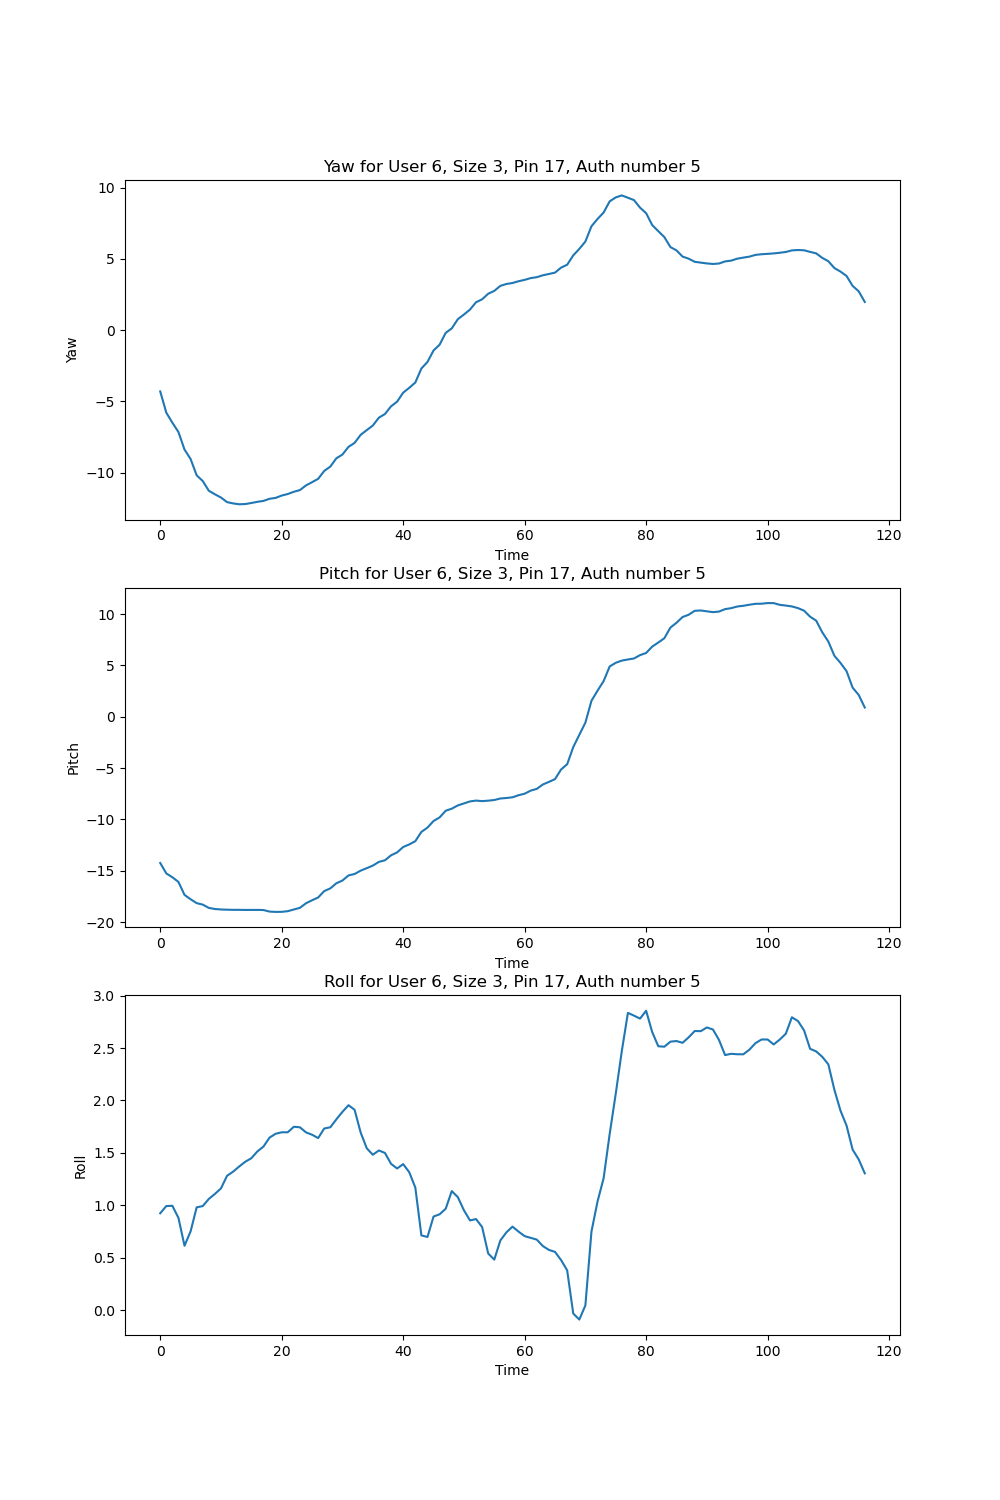 Yaw for User 6, Size 3, Pin 17, Auth number 5
10
5
0
−5
−10
Yaw
0 20 40 60 80 100 120
Time
Pitch for User 6, Size 3, Pin 17, Auth number 5
10
5
0
−5
−10
−15
−20
Pitch
0 20 40 60 80 100 120
Time
Roll for User 6, Size 3, Pin 17, Auth number 5
3.0
2.5
2.0
1.5
1.0
0.5
0.0
Roll
0 20 40 60 80 100 120
Time